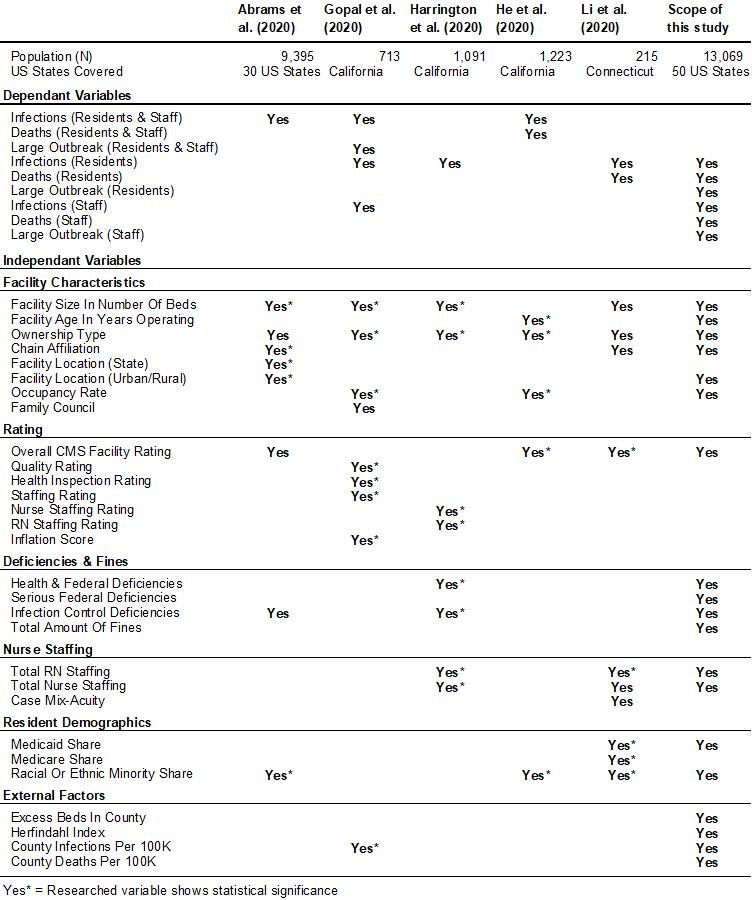 Abrams et al. (2020) Gopal et al. (2020) Harrington et al. (2020) He et al. (2020) Li et al. (2020) Scope of this study
Population (N) 9,395 713 1,091 1,223 215 13,069
US States Covered 30 US States California California California Connecticut 50 US States
Dependant Variables
Infections (Residents & Staff) Yes Yes Yes
Deaths (Residents & Staff) Yes
Large Outbreak (Residents & Staff) Yes
Infections (Residents) Yes Yes Yes Yes
Deaths (Residents) Yes Yes
Large Outbreak (Residents) Yes
Infections (Staff) Yes Yes
Deaths (Staff) Yes
Large Outbreak (Staff) Yes
Independant Variables
Facility Characteristics
Facility Size In Number Of Beds Yes* Yes* Yes* Yes Yes
Facility Age In Years Operating Yes* Yes
Ownership Type Yes Yes* Yes* Yes* Yes Yes
Chain Affiliation Yes* Yes Yes
Facility Location (State) Yes*
Facility Location (Urban/Rural) Yes* Yes
Occupancy Rate Yes* Yes* Yes
Family Council Yes
Rating
Overall CMS Facility Rating Yes Yes* Yes* Yes
Quality Rating Yes*
Health Inspection Rating Yes*
Staffing Rating Yes*
Nurse Staffing Rating Yes*
RN Staffing Rating Yes*
Inflation Score Yes*
Deficiencies & Fines
Health & Federal Deficiencies Yes* Yes
Serious Federal Deficiencies Yes
Infection Control Deficiencies Yes Yes* Yes
Total Amount Of Fines Yes
Nurse Staffing
Total RN Staffing Yes* Yes* Yes
Total Nurse Staffing Yes* Yes Yes
Case Mix-Acuity Yes
Resident Demographics
Medicaid Share Yes* Yes
Medicare Share Yes*
Racial Or Ethnic Minority Share Yes* Yes* Yes* Yes
External Factors
Excess Beds In County Yes
Herfindahl Index Yes
County Infections Per 100K Yes* Yes
County Deaths Per 100K Yes
Yes* = Researched variable shows statistical significance